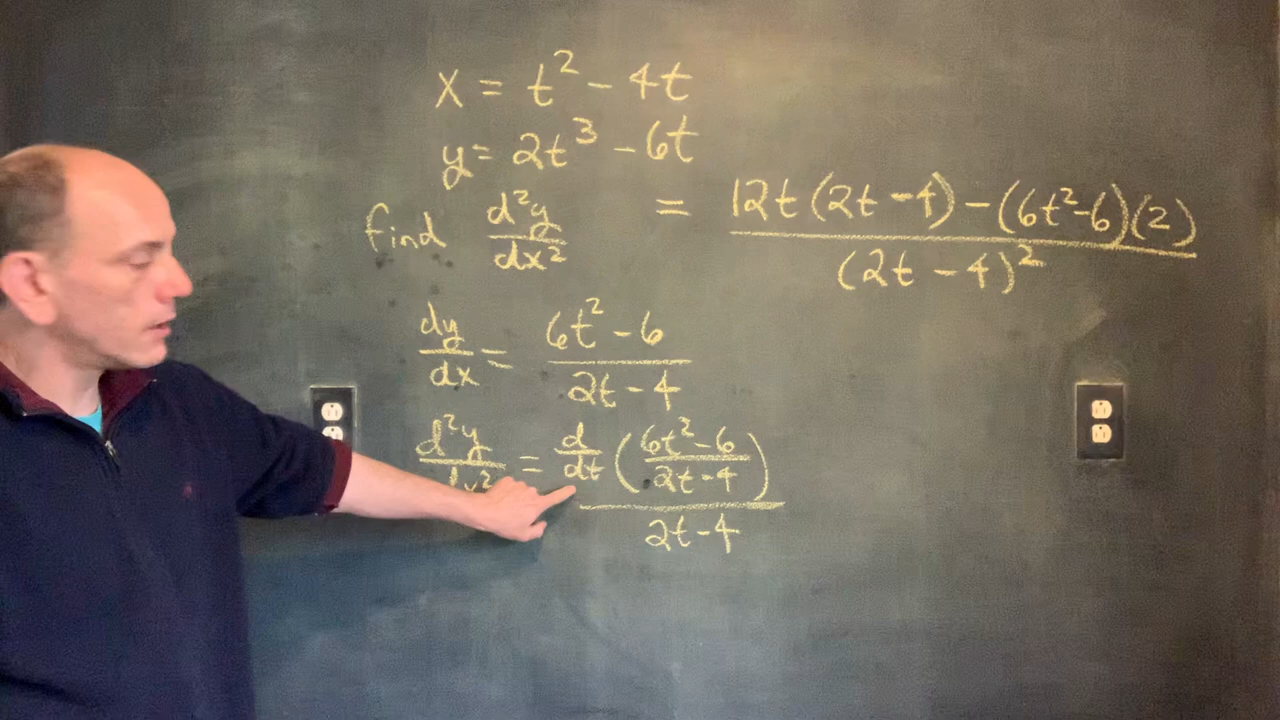 x = t² - 4t
y = 2t³ - 6t
find d²y/dx²
dy/dx = (6t² - 6)/(2t - 4)
d²y/dx² = d/dt((6t² - 6)/(2t - 4))/(2t - 4)
= (12t(2t - 4) - (6t² - 6)(2))/(2t - 4)²